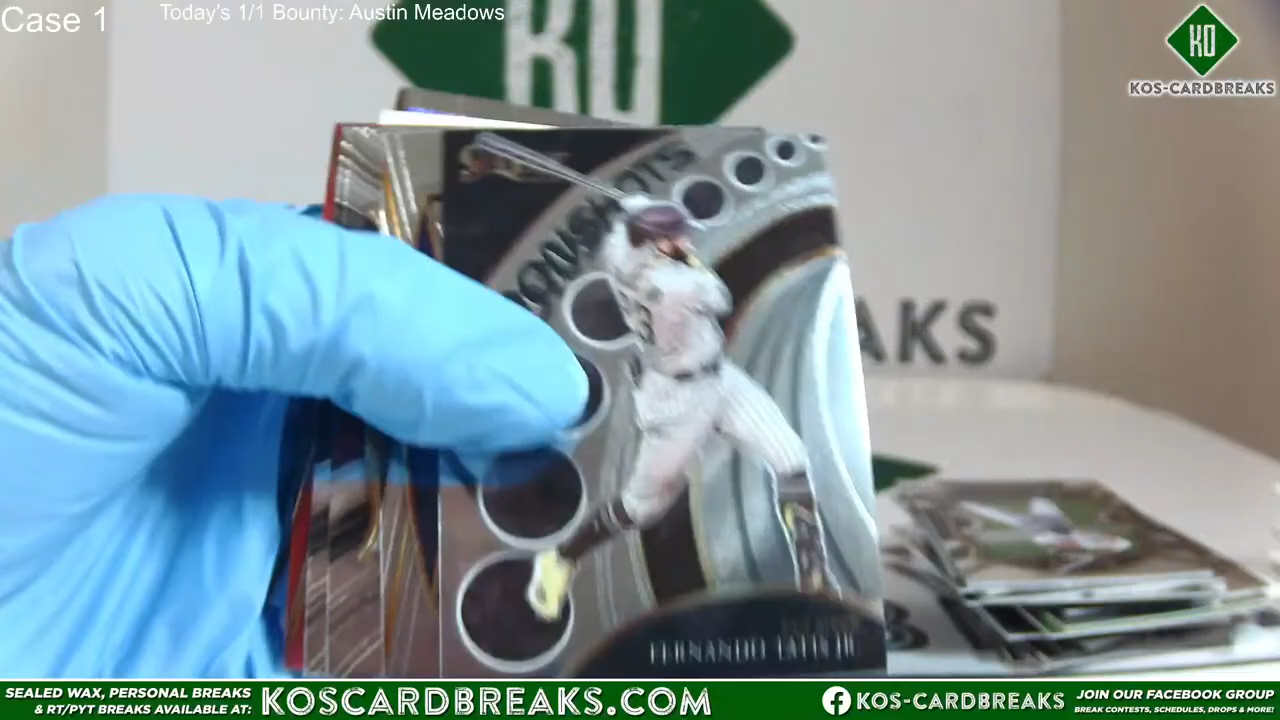 Case 1
Today's 1/1 Bounty: Austin Meadows
KO
KO
KOS-CARDBREAKS
AKS
FERNANDO TATIS JR.
SEALED WAX, PERSONAL BREAKS
& RT/PYT BREAKS AVAILABLE AT:
KOSCARDBREAKS.COM
KOS-CARDBREAKS
JOIN OUR FACEBOOK GROUP
BREAK CONTESTS, SCHEDULES, DROPS & MORE!